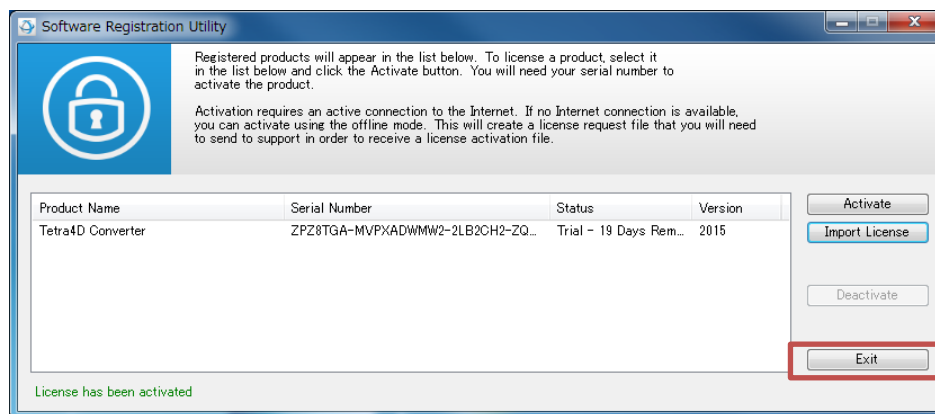 Software Registration Utility
Registered products will appear in the list below. To license a product, select it
in the list below and click the Activate button. You will need your serial number to
activate the product.
Activation requires an active connection to the Internet. If no Internet connection is available,
you can activate using the offline mode. This will create a license request file that you will need
to send to support in order to receive a license activation file.
Product Name Serial Number Status Version
Tetra4D Converter ZPZ8TGA-MVPXADWMW2-2LB2CH2-ZQ... Trial - 19 Days Rem... 2015
Activate
Import License
Deactivate
Exit
License has been activated